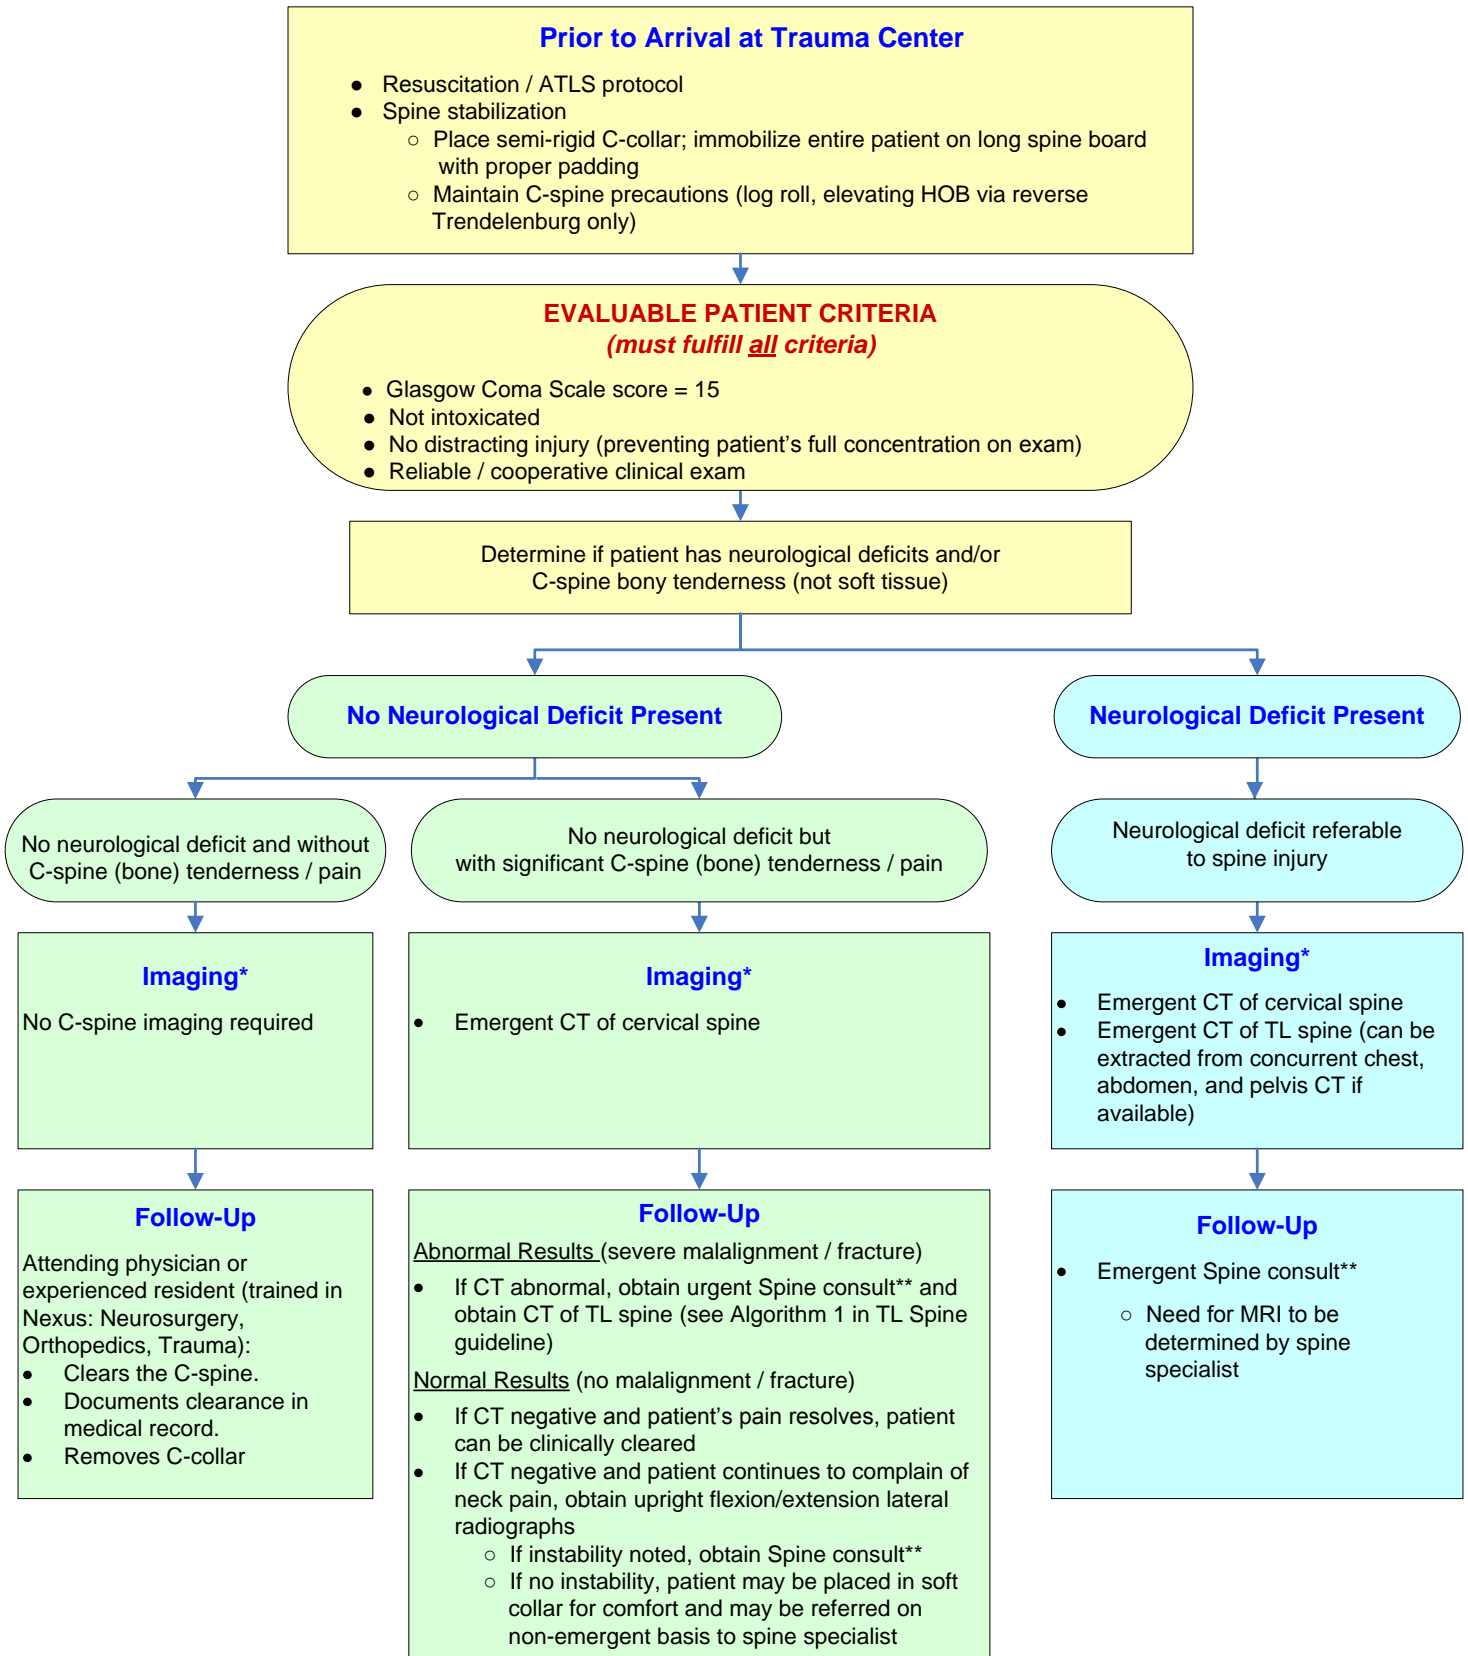 Prior to Arrival at Trauma Center
● Resuscitation / ATLS protocol
● Spine stabilization
○ Place semi-rigid C-collar; immobilize entire patient on long spine board
with proper padding
○ Maintain C-spine precautions (log roll, elevating HOB via reverse
Trendelenburg only)
EVALUABLE PATIENT CRITERIA
(must fulfill all criteria)
● Glasgow Coma Scale score = 15
● Not intoxicated
● No distracting injury (preventing patient’s full concentration on exam)
● Reliable / cooperative clinical exam
Determine if patient has neurological deficits and/or
C-spine bony tenderness (not soft tissue)
No Neurological Deficit Present
Neurological Deficit Present
No neurological deficit and without
C-spine (bone) tenderness / pain
No neurological deficit but
with significant C-spine (bone) tenderness / pain
Neurological deficit referable
to spine injury
Imaging*
No C-spine imaging required
Imaging*
● Emergent CT of cervical spine
Imaging*
● Emergent CT of cervical spine
● Emergent CT of TL spine (can be
extracted from concurrent chest,
abdomen, and pelvis CT if
available)
Follow-Up
Attending physician or
experienced resident (trained in
Nexus: Neurosurgery,
Orthopedics, Trauma):
● Clears the C-spine.
● Documents clearance in
medical record.
● Removes C-collar
Follow-Up
Abnormal Results (severe malalignment / fracture)
● If CT abnormal, obtain urgent Spine consult** and
obtain CT of TL spine (see Algorithm 1 in TL Spine
guideline)
Normal Results (no malalignment / fracture)
● If CT negative and patient’s pain resolves, patient
can be clinically cleared
● If CT negative and patient continues to complain of
neck pain, obtain upright flexion/extension lateral
radiographs
○ If instability noted, obtain Spine consult**
○ If no instability, patient may be placed in soft
collar for comfort and may be referred on
non-emergent basis to spine specialist
Follow-Up
● Emergent Spine consult**
○ Need for MRI to be
determined by spine
specialist